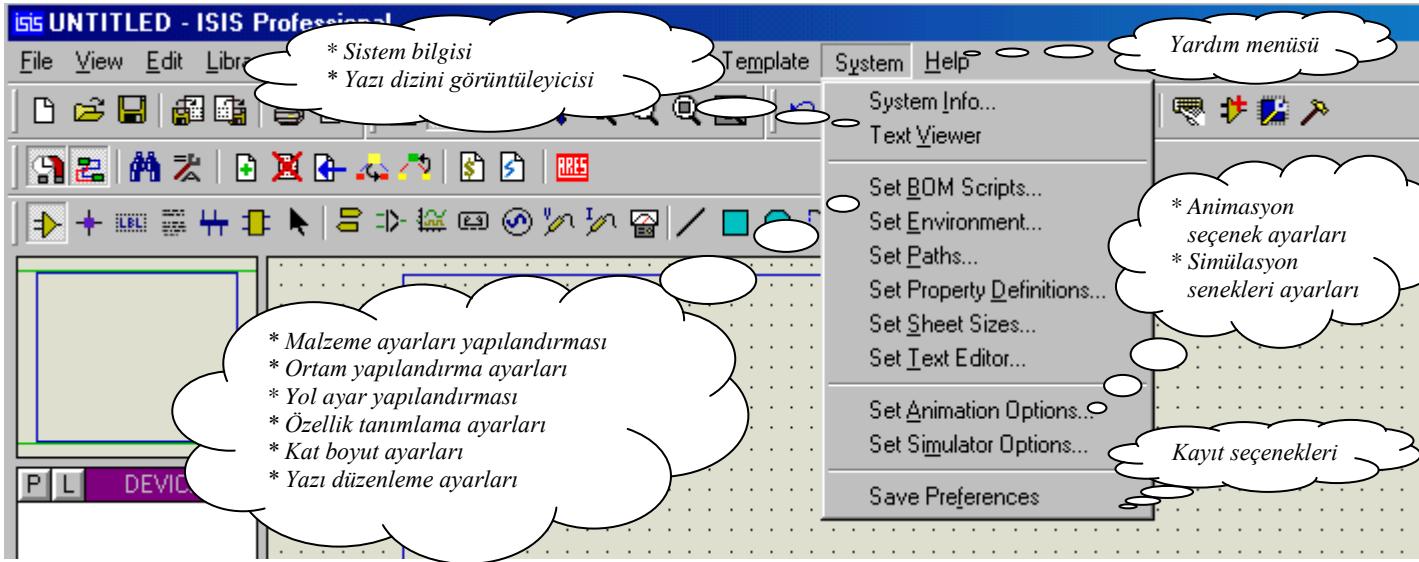 isis UNTITLED - ISIS Professional
File View Edit Template System Help
* Sistem bilgisi
* Yazı dizini görüntüleyicisi
Yardım menüsü
System Info...
Text Viewer
Set BOM Scripts...
Set Environment...
Set Paths...
Set Property Definitions...
Set Sheet Sizes...
Set Text Editor...
Set Animation Options...
Set Simulator Options...
Save Preferences
ARES
LBL
* Animasyon
seçenek ayarları
* Simülasyon
senekleri ayarları
* Malzeme ayarları yapılandırması
* Ortam yapılandırma ayarları
* Yol ayar yapılandırması
* Özellik tanımlama ayarları
* Kat boyut ayarları
* Yazı düzenleme ayarları
Kayıt seçenekleri
P L